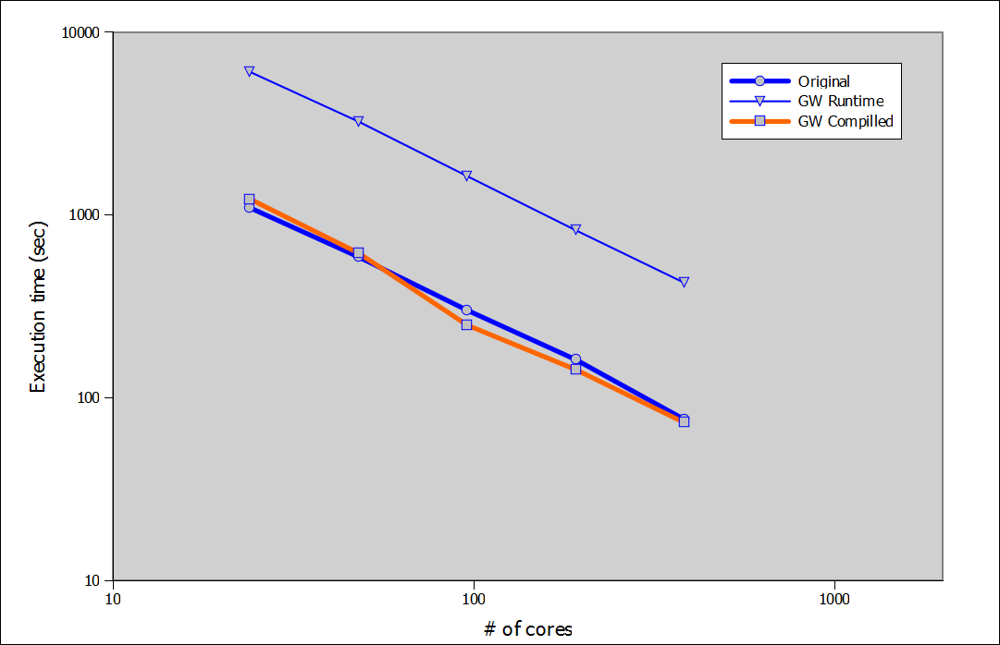 10000
1000
100
10
Execution time (sec)
Original
GW Runtime
GW Compilled
10
100
1000
# of cores